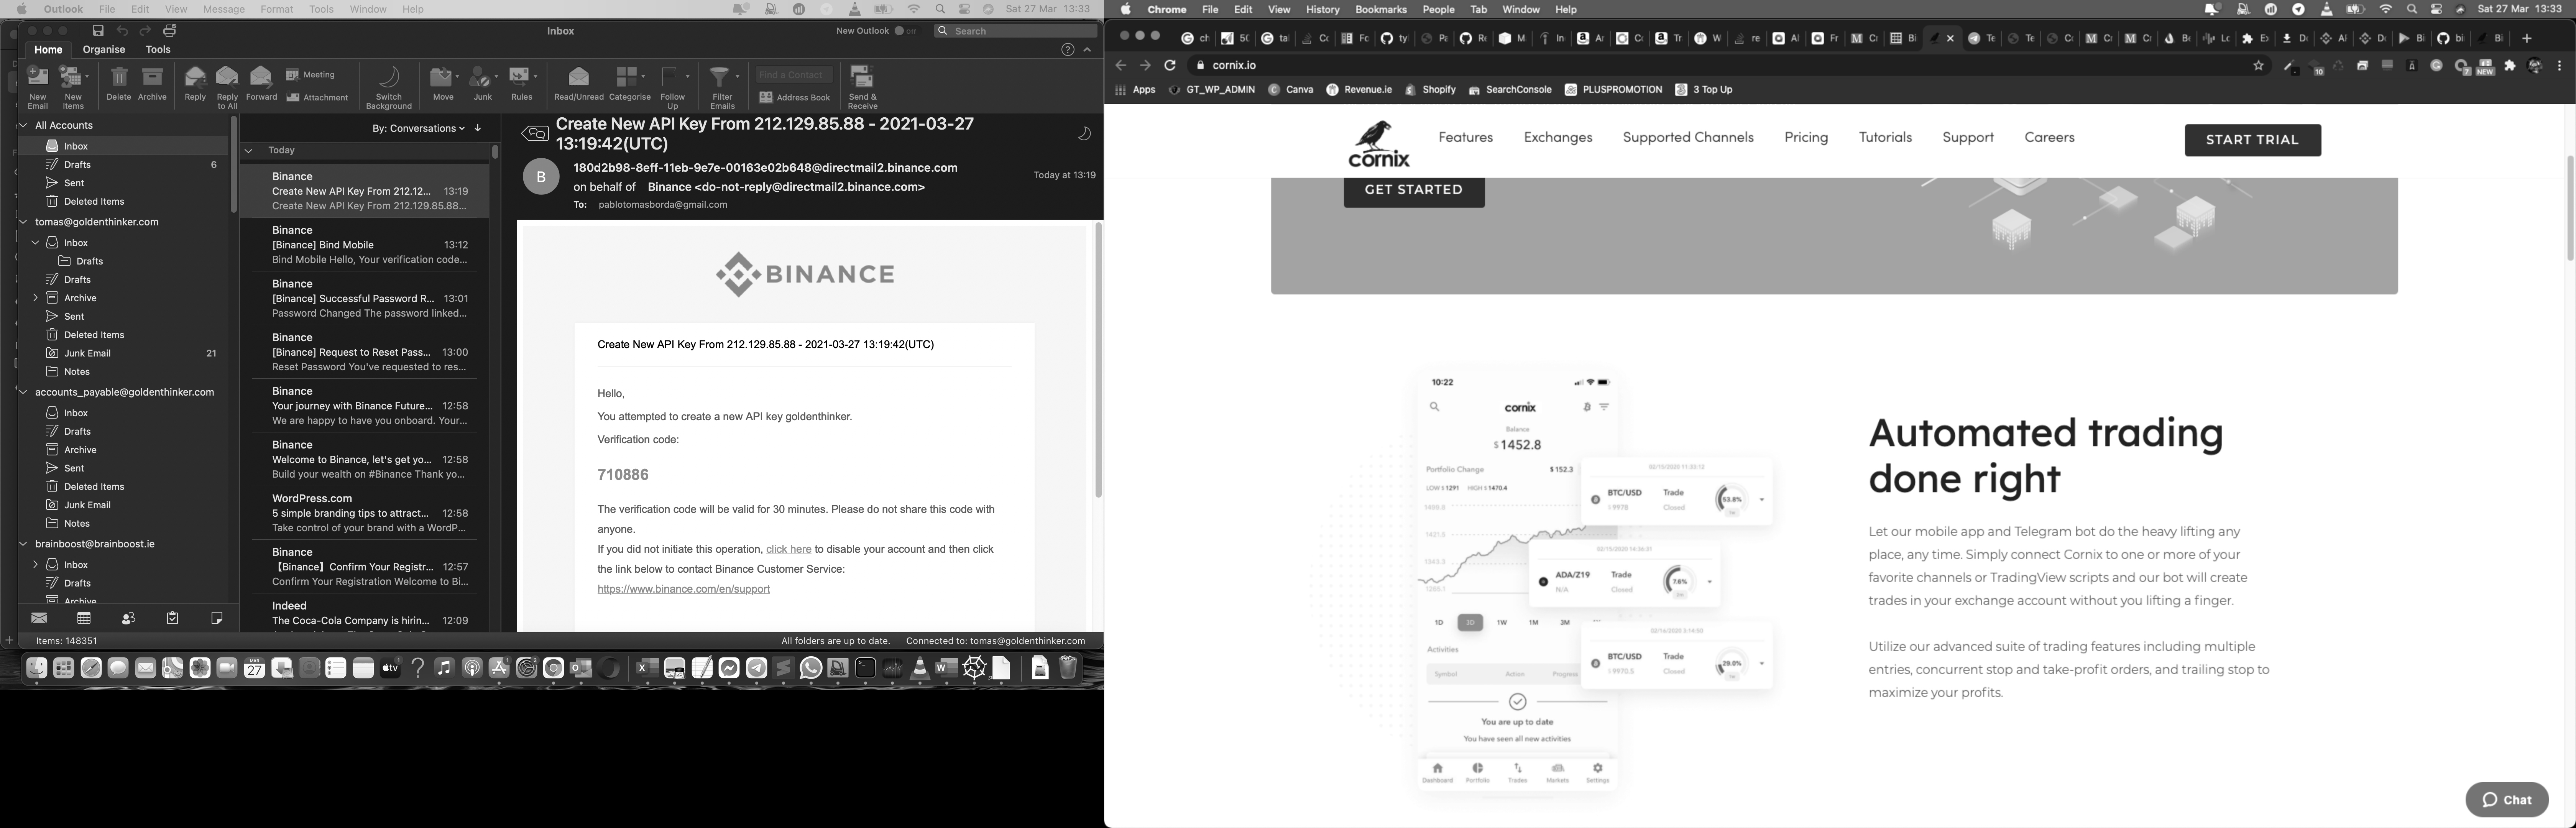 Outlook File Edit View Message Format Tools Window Help Sat 27 Mar 13:33
Inbox New Outlook Search
Home Organise Tools
New Email New Items Delete Archive Reply Reply to All Forward Meeting Attachment Switch Background Move Junk Rules Read/Unread Categorise Follow Up Filter Emails Find a Contact Address Book Send & Receive
All Accounts
Inbox
Drafts 6
Sent
Deleted Items
tomas@goldenthinker.com
Inbox
Drafts
Drafts
Archive
Sent
Deleted Items
Junk Email 21
Notes
accounts_payable@goldenthinker.com
Inbox
Drafts
Archive
Sent
Deleted Items
Junk Email
Notes
brainboost@brainboost.ie
Inbox
Drafts
Archive
By: Conversations
Today
Binance
Create New API Key From 212.12... 13:19
Create New API Key From 212.129.85.88...
Binance
[Binance] Bind Mobile 13:12
Bind Mobile Hello, Your verification code...
Binance
[Binance] Successful Password R... 13:01
Password Changed The password linked...
Binance
[Binance] Request to Reset Pass... 13:00
Reset Password You've requested to res...
Binance
Your journey with Binance Future... 12:58
We are happy to have you onboard. Your...
Binance
Welcome to Binance, let's get yo... 12:58
Build your wealth on #Binance Thank yo...
WordPress.com
5 simple branding tips to attract... 12:58
Take control of your brand with a WordP...
Binance
【Binance】Confirm Your Registr... 12:57
Confirm Your Registration Welcome to Bi...
Indeed
The Coca-Cola Company is hirin... 12:09
Create New API Key From 212.129.85.88 - 2021-03-27
13:19:42(UTC)
B
180d2b98-8eff-11eb-9e7e-00163e02b648@directmail2.binance.com
on behalf of Binance <do-not-reply@directmail2.binance.com>
Today at 13:19
To: pablotomasborda@gmail.com
BINANCE
Create New API Key From 212.129.85.88 - 2021-03-27 13:19:42(UTC)
Hello,
You attempted to create a new API key goldenthinker.
Verification code:
710886
The verification code will be valid for 30 minutes. Please do not share this code with
anyone.
If you did not initiate this operation, click here to disable your account and then click
the link below to contact Binance Customer Service:
https://www.binance.com/en/support
Items: 148351 All folders are up to date. Connected to: tomas@goldenthinker.com
Chrome File Edit View History Bookmarks People Tab Window Help Sat 27 Mar 13:33
cornix.io
Apps GT_WP_ADMIN Canva Revenue.ie Shopify SearchConsole PLUSPROMOTION 3 Top Up
cornix
Features Exchanges Supported Channels Pricing Tutorials Support Careers START TRIAL
GET STARTED
10:22
cornix
Balance
$1452.8
Portfolio Change $152.3
LOW $1291 HIGH $1470.4
02/15/2020 11:33:12
BTC/USD Trade 53.8%
Closed
ADA/Z19 Trade 7.6%
N/A Closed
1D 3D 1W 1M 3M
BTC/USD Trade 29.0%
Closed
Activities
Symbol Action Progress
You are up to date
You have seen all new activities
Dashboard Portfolio Trades Markets Settings
Automated trading
done right
Let our mobile app and Telegram bot do the heavy lifting any
place, any time. Simply connect Cornix to one or more of your
favorite channels or TradingView scripts and our bot will create
trades in your exchange account without you lifting a finger.
Utilize our advanced suite of trading features including multiple
entries, concurrent stop and take-profit orders, and trailing stop to
maximize your profits.
Chat